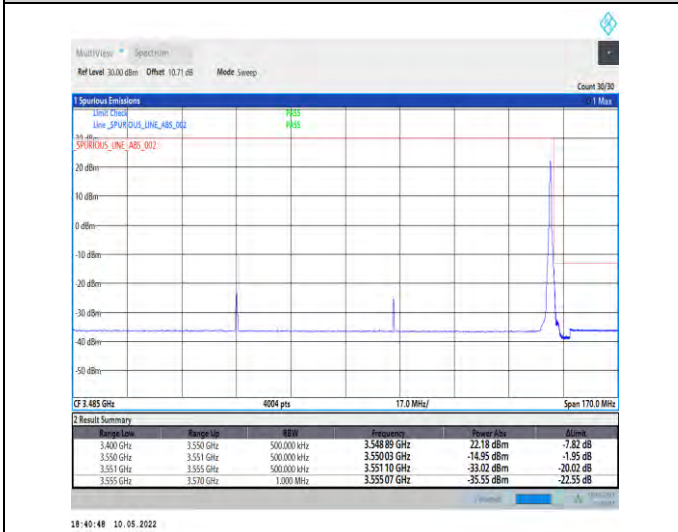 MultiView Spectrum
Ref Level 30.00 dBm Offset 10.71 dB Mode Sweep
Count 30/30
1 Spurious Emissions 1 Max
Limit Check PASS
Line _SPURIOUS_LINE_ABS_002 PASS
30 dBm
_SPURIOUS_LINE_ABS_002
20 dBm
10 dBm
0 dBm
-10 dBm
-20 dBm
-30 dBm
-40 dBm
-50 dBm
CF 3.485 GHz 4004 pts 17.0 MHz/ Span 170.0 MHz
2 Result Summary
Range Low Range Up RBW Frequency Power Abs ΔLimit
3.400 GHz 3.550 GHz 500.000 kHz 3.548 89 GHz 22.18 dBm -7.82 dB
3.550 GHz 3.551 GHz 500.000 kHz 3.550 03 GHz -14.95 dBm -1.95 dB
3.551 GHz 3.555 GHz 500.000 kHz 3.551 10 GHz -33.02 dBm -20.02 dB
3.555 GHz 3.570 GHz 1.000 MHz 3.555 07 GHz -35.55 dBm -22.55 dB
18:40:48 10.05.2022